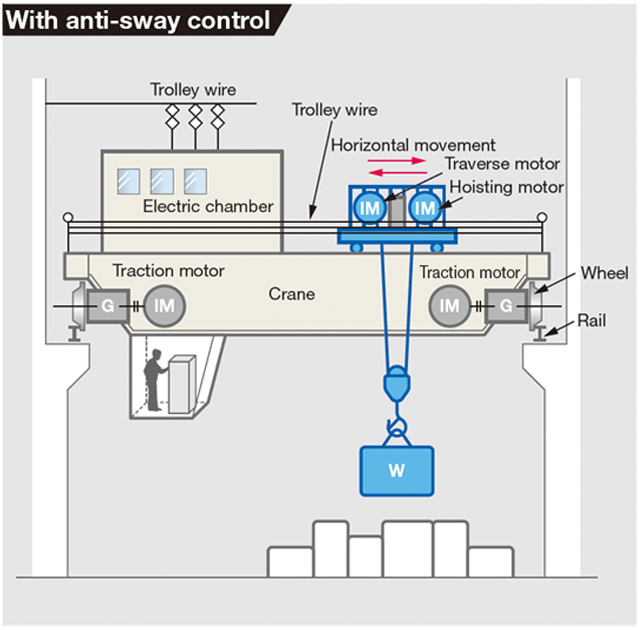 With anti-sway control
Trolley wire
Trolley wire
Horizontal movement
Traverse motor
Hoisting motor
IM
IM
Electric chamber
Traction motor
Traction motor
Wheel
Crane
G
IM
IM
G
Rail
W